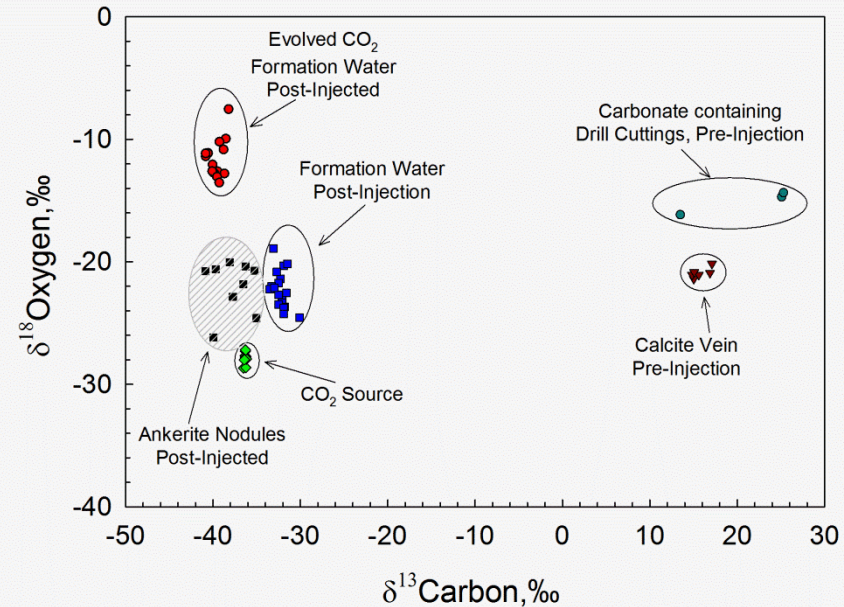 0
-10
-20
-30
-40
δ¹⁸Oxygen,‰
Evolved CO₂
Formation Water
Post-Injected
Formation Water
Post-Injection
Carbonate containing
Drill Cuttings, Pre-Injection
Calcite Vein
Pre-Injection
CO₂ Source
Ankerite Nodules
Post-Injected
-50 -40 -30 -20 -10 0 10 20 30
δ¹³Carbon,‰